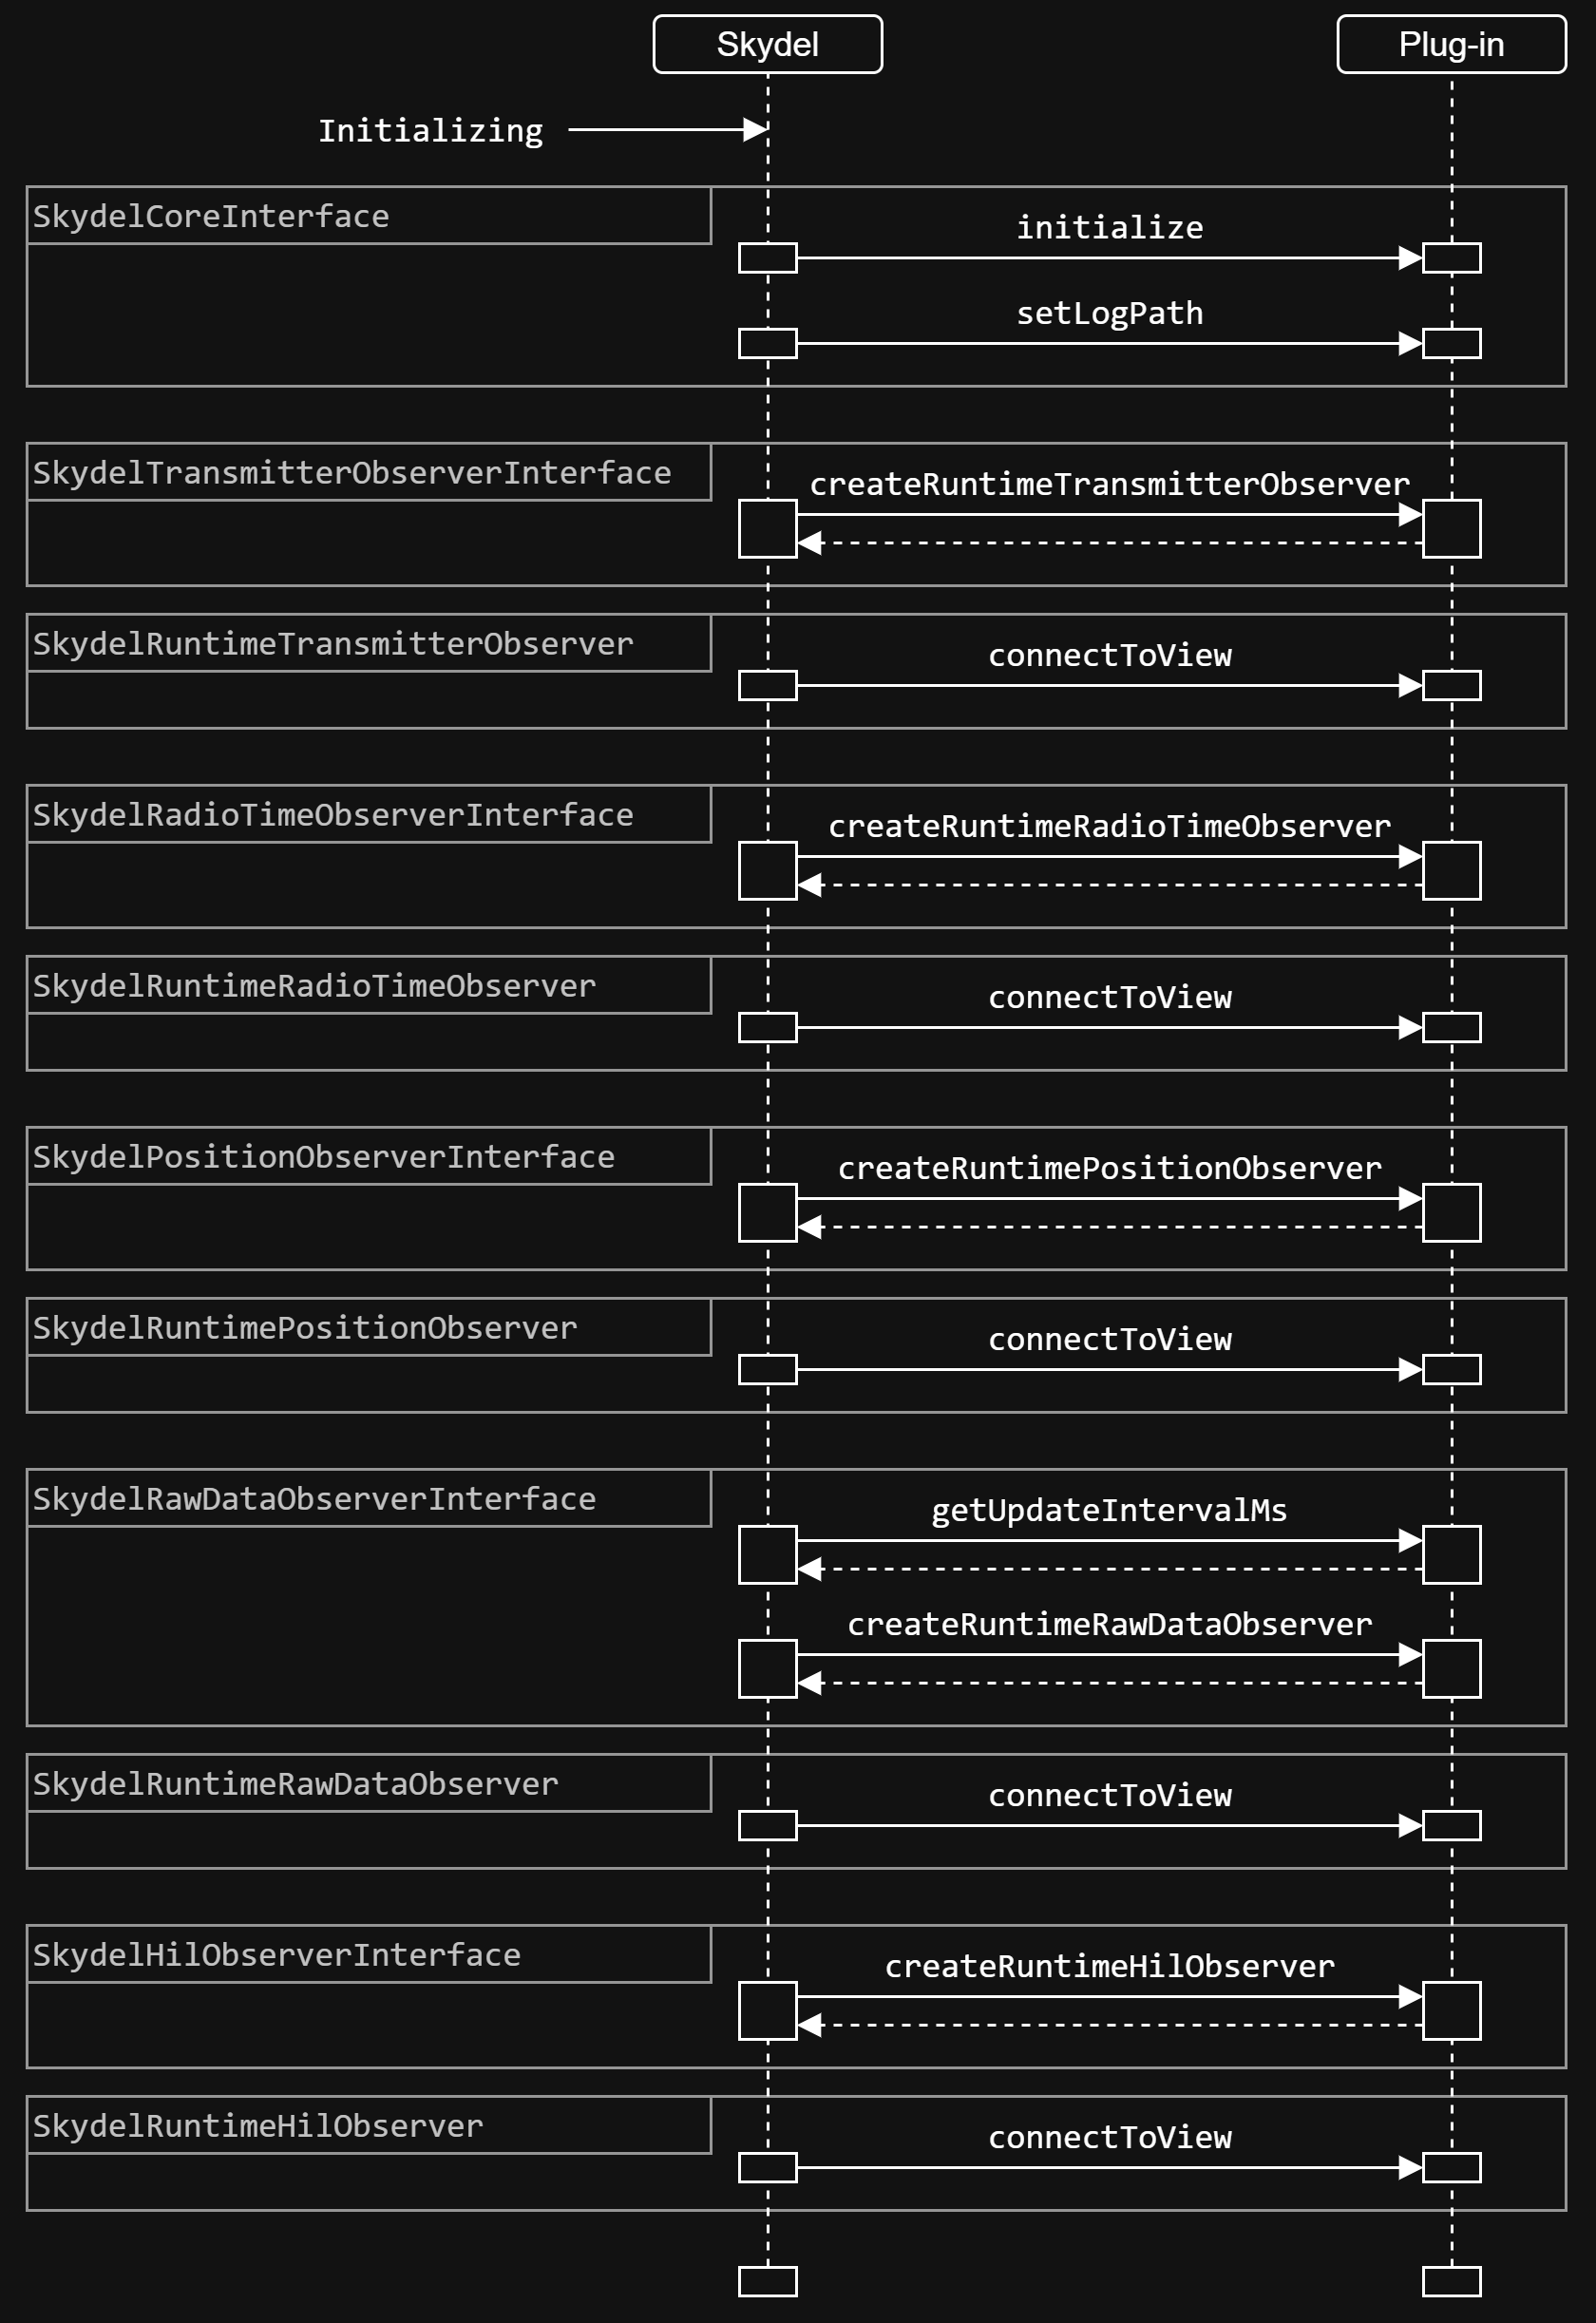 Skydel
Plug-in
Initializing
SkydelCoreInterface
initialize
setLogPath
SkydelTransmitterObserverInterface
createRuntimeTransmitterObserver
SkydelRuntimeTransmitterObserver
connectToView
SkydelRadioTimeObserverInterface
createRuntimeRadioTimeObserver
SkydelRuntimeRadioTimeObserver
connectToView
SkydelPositionObserverInterface
createRuntimePositionObserver
SkydelRuntimePositionObserver
connectToView
SkydelRawDataObserverInterface
getUpdateIntervalMs
createRuntimeRawDataObserver
SkydelRuntimeRawDataObserver
connectToView
SkydelHilObserverInterface
createRuntimeHilObserver
SkydelRuntimeHilObserver
connectToView